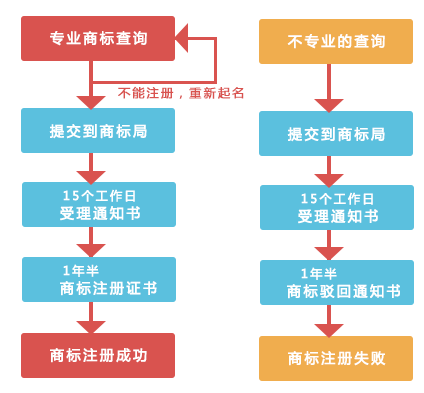 专业商标查询
不能注册，重新起名
提交到商标局
15个工作日
受理通知书
1年半
商标注册证书
商标注册成功
不专业的查询
提交到商标局
15个工作日
受理通知书
1年半
商标驳回通知书
商标注册失败